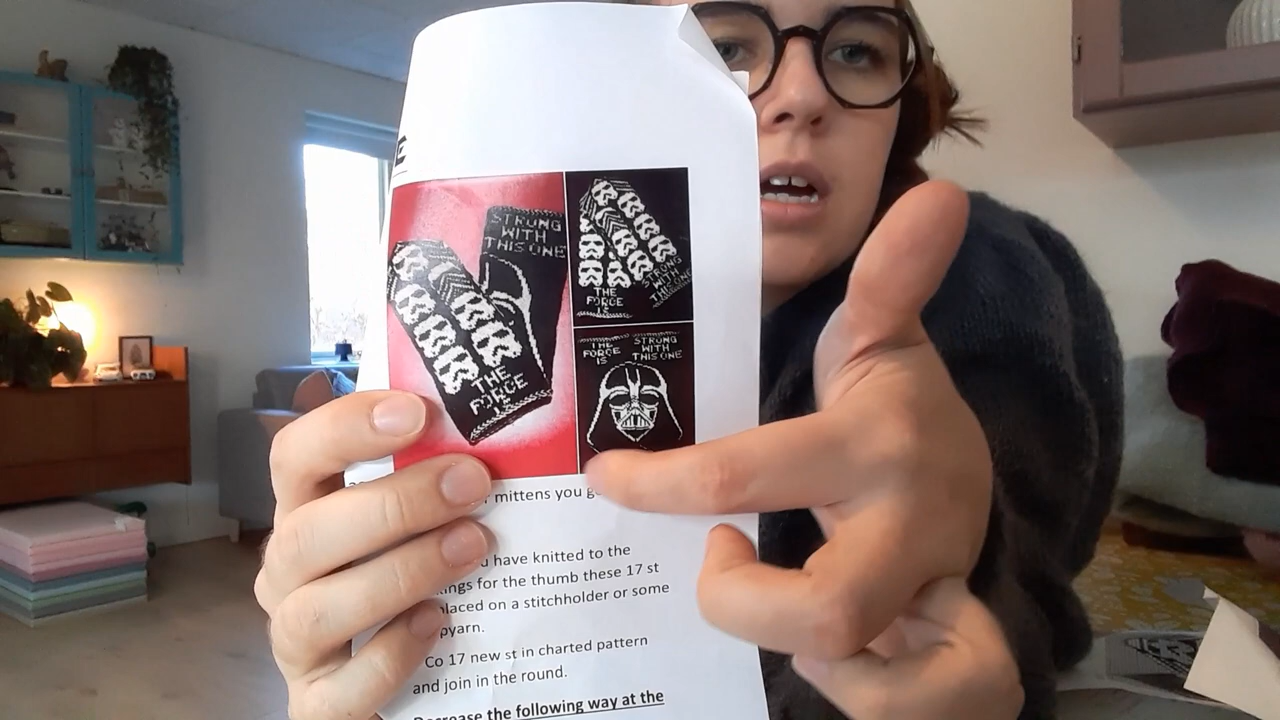 STRONG
WITH
THIS ONE
THE
FORCE
IS
STRONG
WITH
THIS ONE
THE
FORCE
IS
THE
FORCE
IS
STRONG
WITH
THIS ONE
mittens you
have knitted to the
for the thumb these 17 st
placed on a stitchholder or some
Co 17 new st in charted pattern
and join in the round.
Decrease the following way at the